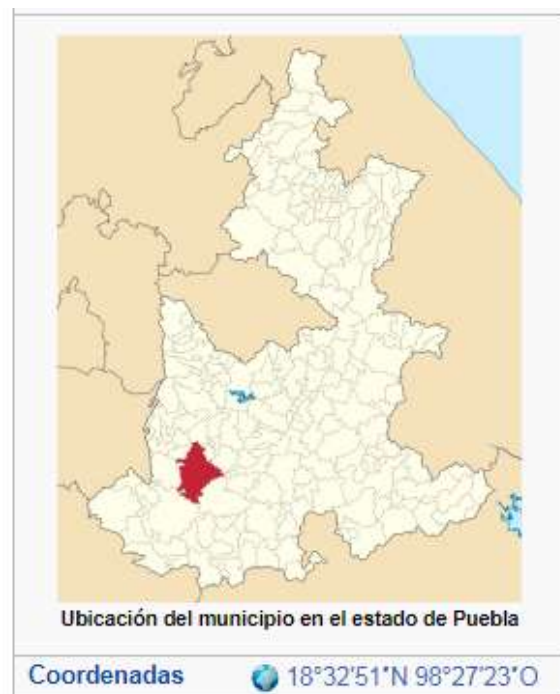 Ubicación del municipio en el estado de Puebla
Coordenadas 18°32′51″N 98°27′23″O